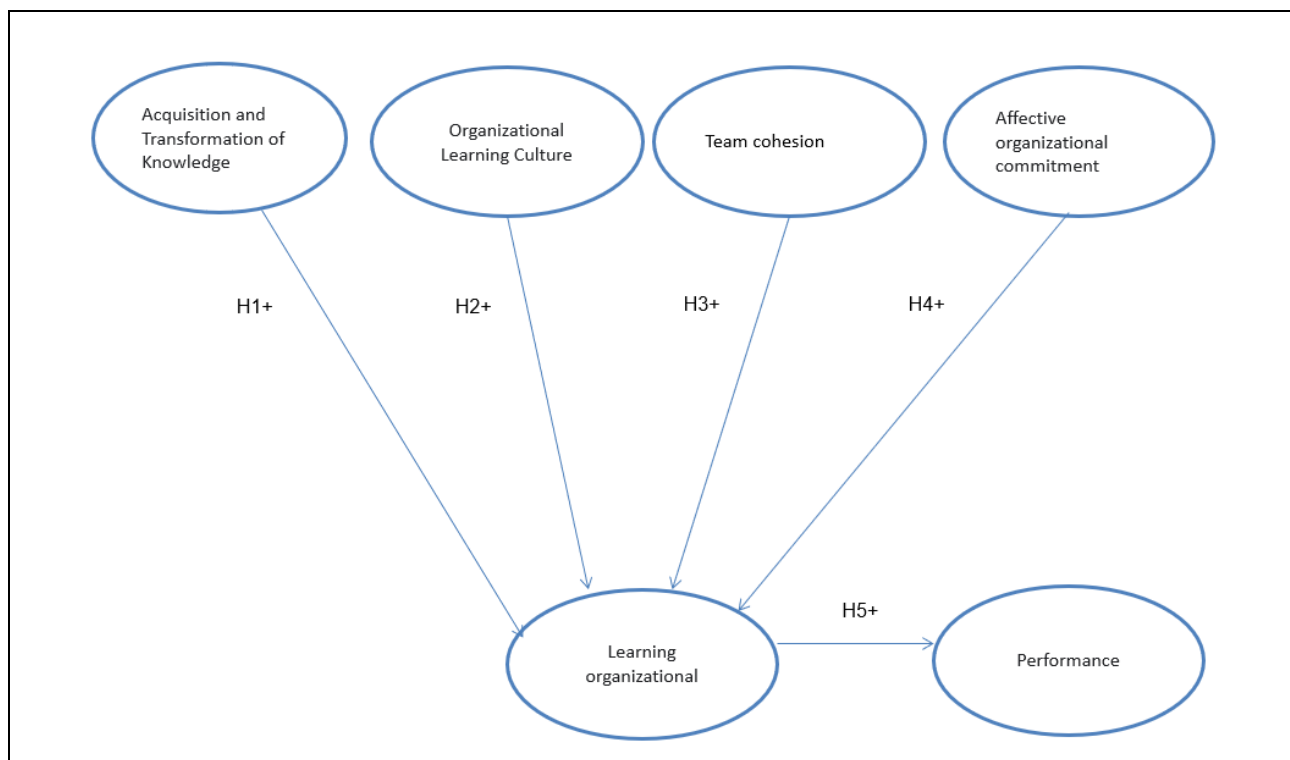 Acquisition and
Transformation of
Knowledge
Organizational
Learning Culture
Team cohesion
Affective
organizational
commitment
H1+
H2+
H3+
H4+
H5+
Learning
organizational
Performance